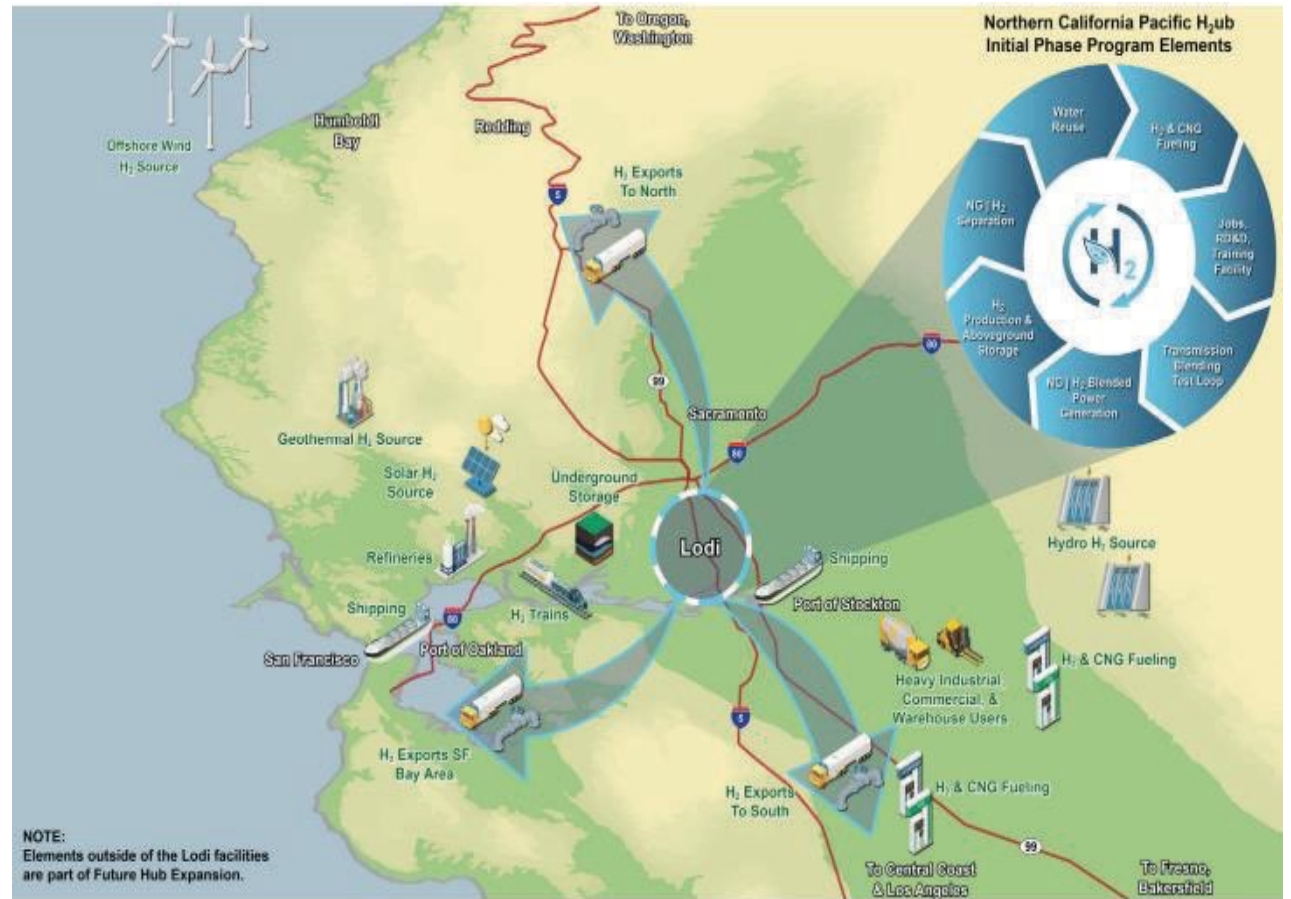 To Oregon,
Washington
Northern California Pacific H₂ub
Initial Phase Program Elements
Humboldt
Bay
Redding
Offshore Wind
H₂ Source
H₂ Exports
To North
5
Water
Reuse
H₂ & CNG
Fueling
NG | H₂
Separation
Jobs,
RD&D,
Training
Facility
H₂
Production &
Aboveground
Storage
Transmission
Blending
Test Loop
NG | H₂ Blended
Power
Generation
H₂
80
99
Sacramento
80
Geothermal H₂ Source
Solar H₂
Source
Underground
Storage
Refineries
Lodi
Shipping
Hydro H₂ Source
H₂ Trains
Port of Stockton
Shipping
80
Port of Oakland
San Francisco
Heavy Industrial,
Commercial, &
Warehouse Users
H₂ & CNG Fueling
5
H₂ Exports SF
Bay Area
H₂ Exports
To South
H₂ & CNG Fueling
NOTE:
Elements outside of the Lodi facilities
are part of Future Hub Expansion.
99
To Central Coast
& Los Angeles
To Fresno,
Bakersfield